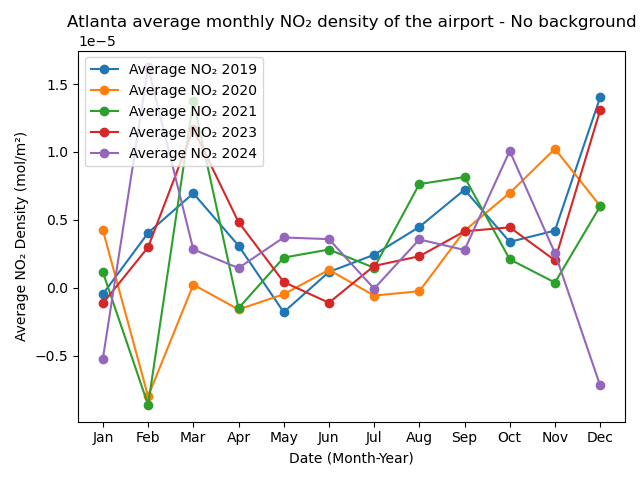 Atlanta average monthly NO₂ density of the airport - No background
1e−5
Average NO₂ 2019
Average NO₂ 2020
Average NO₂ 2021
Average NO₂ 2023
Average NO₂ 2024
1.5
1.0
0.5
0.0
−0.5
Average NO₂ Density (mol/m²)
Jan Feb Mar Apr May Jun Jul Aug Sep Oct Nov Dec
Date (Month-Year)